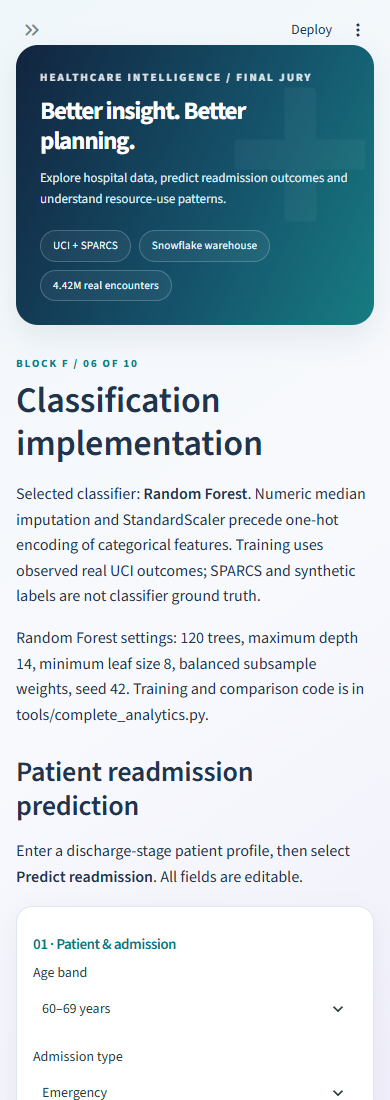 Deploy
HEALTHCARE INTELLIGENCE / FINAL JURY
Better insight. Better
planning.
Explore hospital data, predict readmission outcomes and
understand resource-use patterns.
UCI + SPARCS
Snowflake warehouse
4.42M real encounters
BLOCK F / 06 OF 10
Classification
implementation
Selected classifier: Random Forest. Numeric median
imputation and StandardScaler precede one-hot
encoding of categorical features. Training uses
observed real UCI outcomes; SPARCS and synthetic
labels are not classifier ground truth.
Random Forest settings: 120 trees, maximum depth
14, minimum leaf size 8, balanced subsample
weights, seed 42. Training and comparison code is in
tools/complete_analytics.py.
Patient readmission
prediction
Enter a discharge-stage patient profile, then select
Predict readmission. All fields are editable.
01 · Patient & admission
Age band
60–69 years
Admission type
Emergency